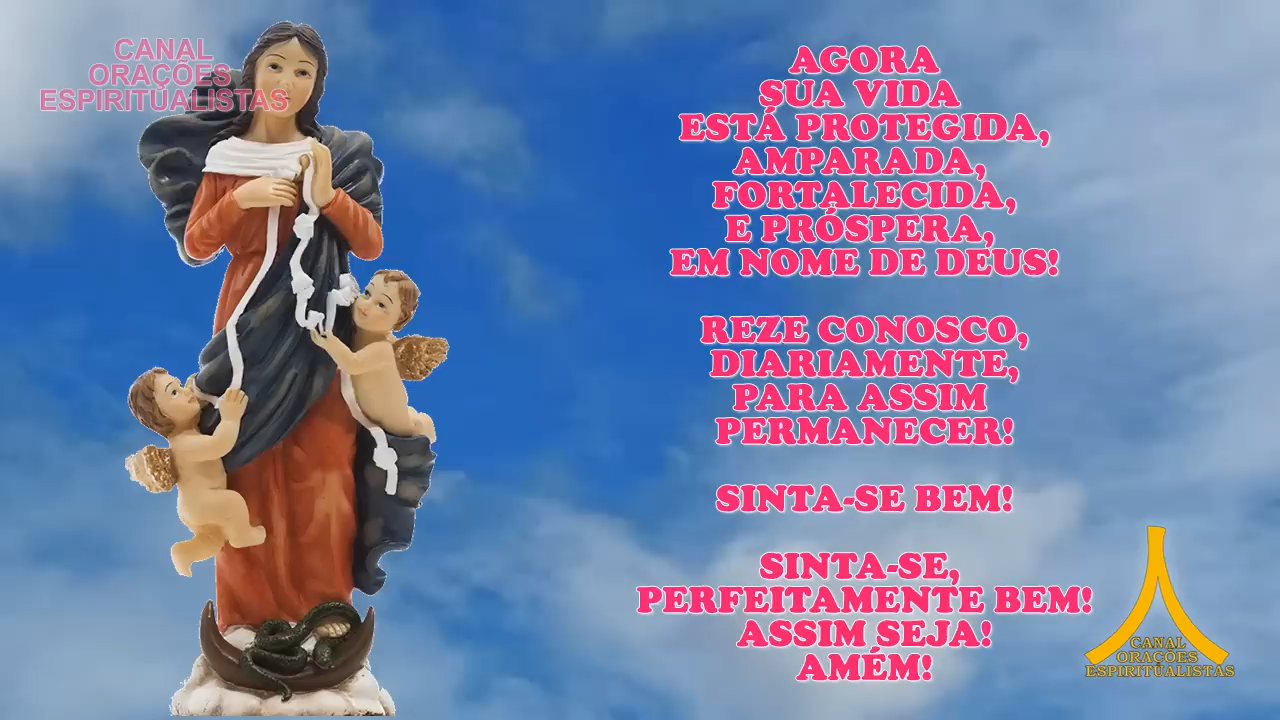 CANAL
ORAÇÕES
ESPIRITUALISTAS
AGORA
SUA VIDA
ESTÁ PROTEGIDA,
AMPARADA,
FORTALECIDA,
E PRÓSPERA,
EM NOME DE DEUS!
REZE CONOSCO,
DIARIAMENTE,
PARA ASSIM
PERMANECER!
SINTA-SE BEM!
SINTA-SE,
PERFEITAMENTE BEM!
ASSIM SEJA!
AMÉM!
CANAL
ORAÇÕES
ESPIRITUALISTAS